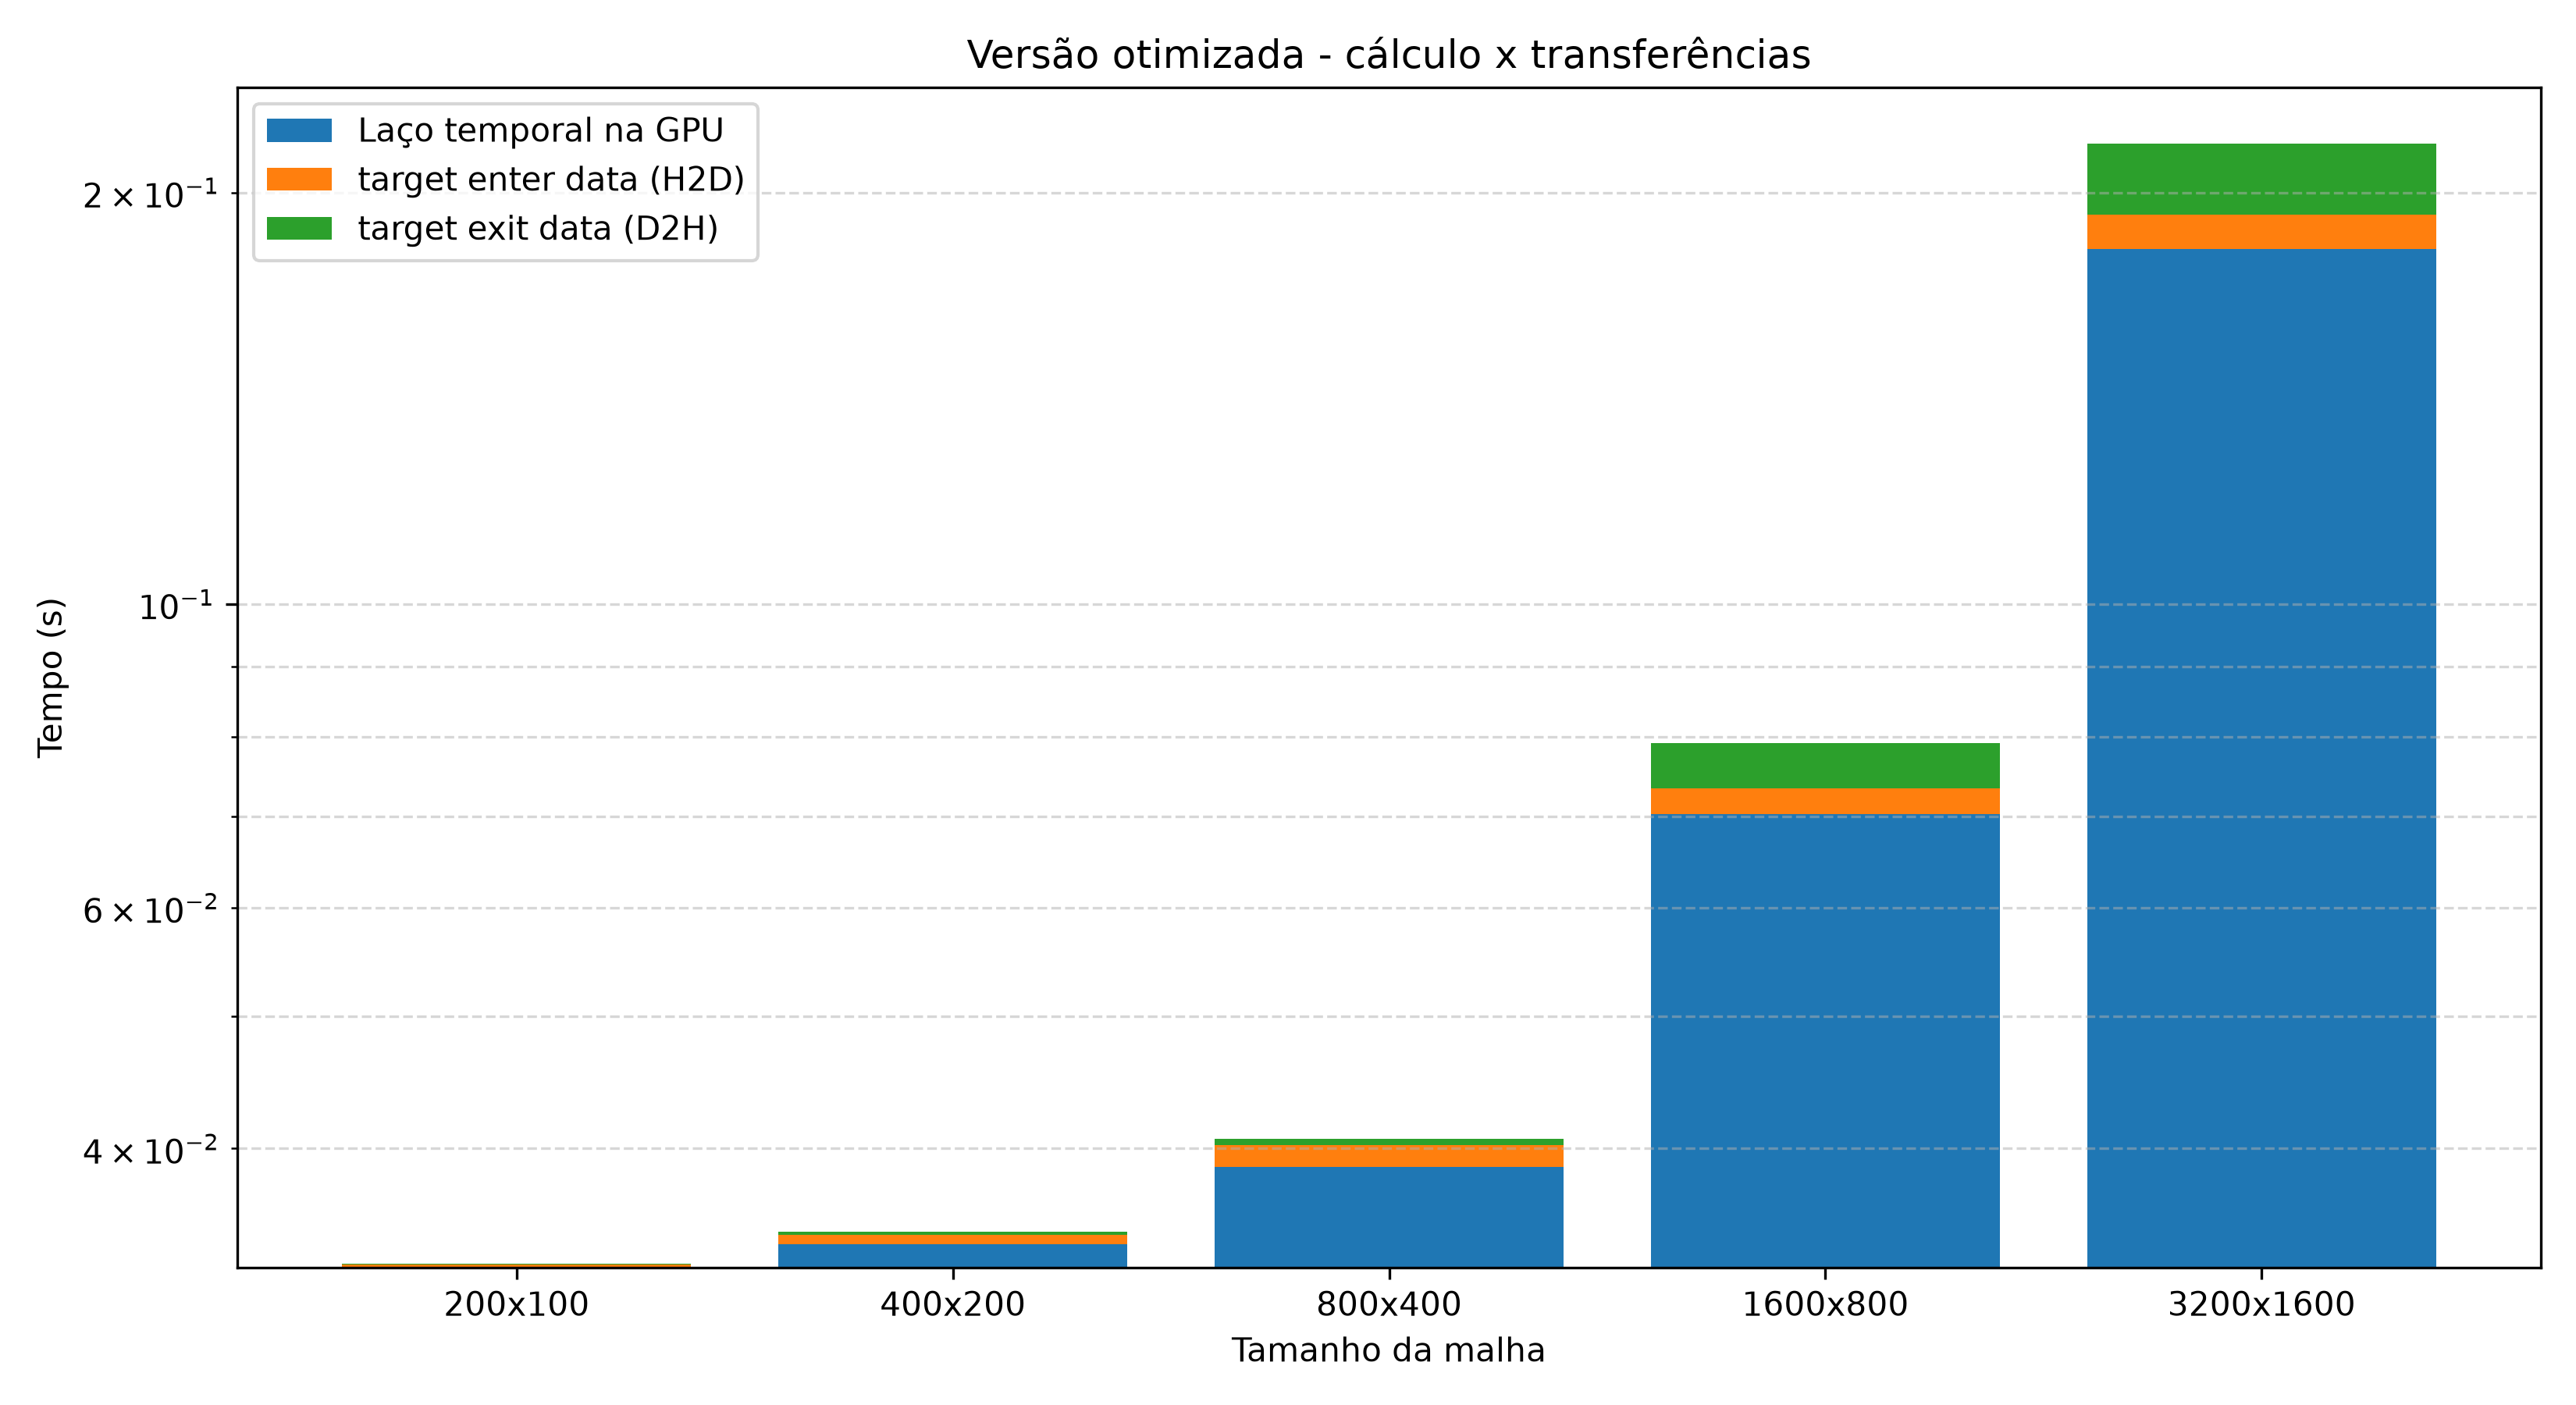 Versão otimizada - cálculo x transferências
Laço temporal na GPU
target enter data (H2D)
target exit data (D2H)
Tempo (s)
2 × 10⁻¹
10⁻¹
6 × 10⁻²
4 × 10⁻²
200x100 400x200 800x400 1600x800 3200x1600
Tamanho da malha